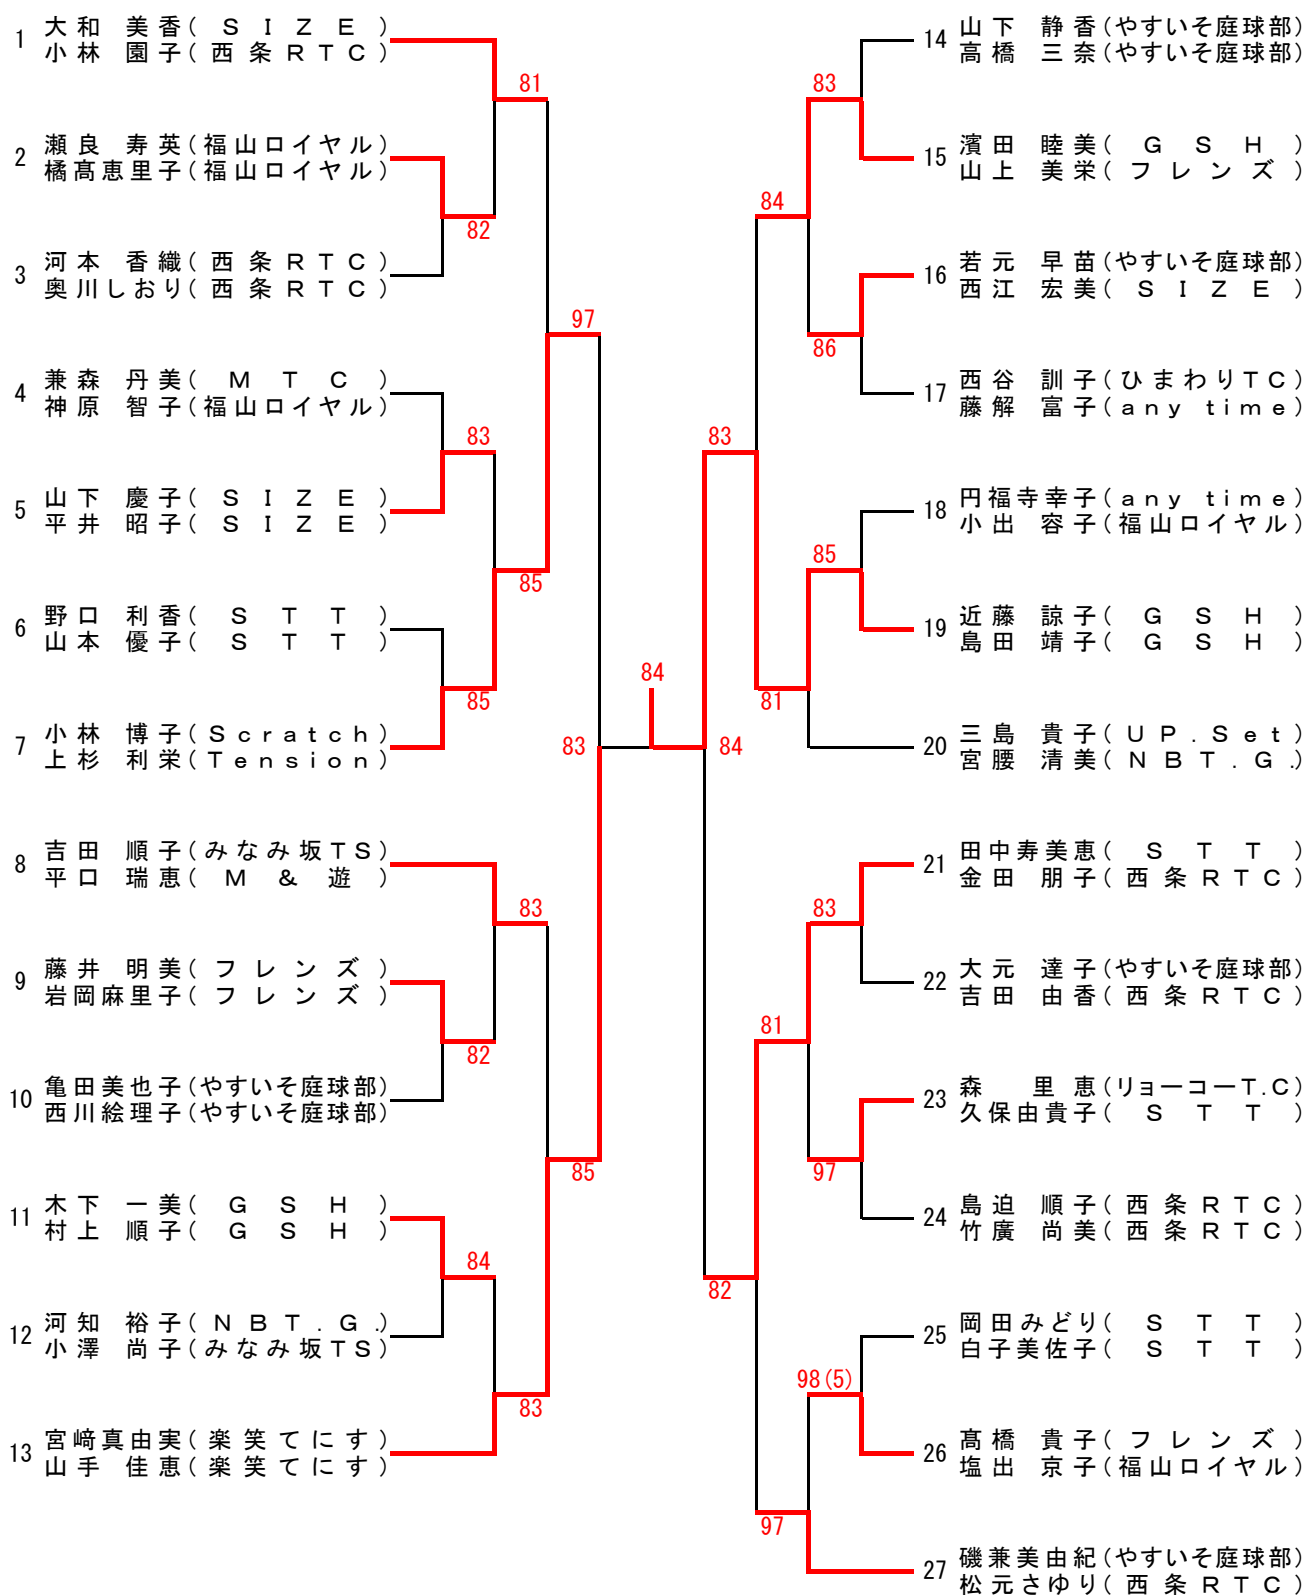 1 大和 美香(ＳＩＺＥ)
小林 園子(西条ＲＴＣ)
81
2 瀬良 寿英(福山ロイヤル)
橘髙恵里子(福山ロイヤル)
82
3 河本 香織(西条ＲＴＣ)
奥川しおり(西条ＲＴＣ)
97
4 兼森 丹美(ＭＴＣ)
神原 智子(福山ロイヤル)
83
5 山下 慶子(ＳＩＺＥ)
平井 昭子(ＳＩＺＥ)
85
6 野口 利香(ＳＴＴ)
山本 優子(ＳＴＴ)
85
7 小林 博子(Ｓｃｒａｔｃｈ)
上杉 利栄(Ｔｅｎｓｉｏｎ)
83
84
84
8 吉田 順子(みなみ坂ＴＳ)
平口 瑞恵(Ｍ＆遊)
83
9 藤井 明美(フレンズ)
岩岡麻里子(フレンズ)
82
10 亀田美也子(やすいそ庭球部)
西川絵理子(やすいそ庭球部)
85
11 木下 一美(ＧＳＨ)
村上 順子(ＧＳＨ)
84
12 河知 裕子(ＮＢＴ.Ｇ.)
小澤 尚子(みなみ坂ＴＳ)
83
13 宮﨑真由実(楽笑てにす)
山手 佳恵(楽笑てにす)
14 山下 静香(やすいそ庭球部)
高橋 三奈(やすいそ庭球部)
83
15 濱田 睦美(ＧＳＨ)
山上 美栄(フレンズ)
84
16 若元 早苗(やすいそ庭球部)
西江 宏美(ＳＩＺＥ)
86
17 西谷 訓子(ひまわりＴＣ)
藤解 富子(ａｎｙ ｔｉｍｅ)
83
18 円福寺幸子(ａｎｙ ｔｉｍｅ)
小出 容子(福山ロイヤル)
85
19 近藤 諒子(ＧＳＨ)
島田 靖子(ＧＳＨ)
81
20 三島 貴子(ＵＰ.Ｓｅｔ)
宮腰 清美(ＮＢＴ.Ｇ.)
21 田中寿美恵(ＳＴＴ)
金田 朋子(西条ＲＴＣ)
83
22 大元 達子(やすいそ庭球部)
吉田 由香(西条ＲＴＣ)
81
23 森 里恵(リョーコーT.C)
久保由貴子(ＳＴＴ)
97
24 島迫 順子(西条ＲＴＣ)
竹廣 尚美(西条ＲＴＣ)
82
25 岡田みどり(ＳＴＴ)
白子美佐子(ＳＴＴ)
98(5)
26 髙橋 貴子(フレンズ)
塩出 京子(福山ロイヤル)
97
27 磯兼美由紀(やすいそ庭球部)
松元さゆり(西条ＲＴＣ)